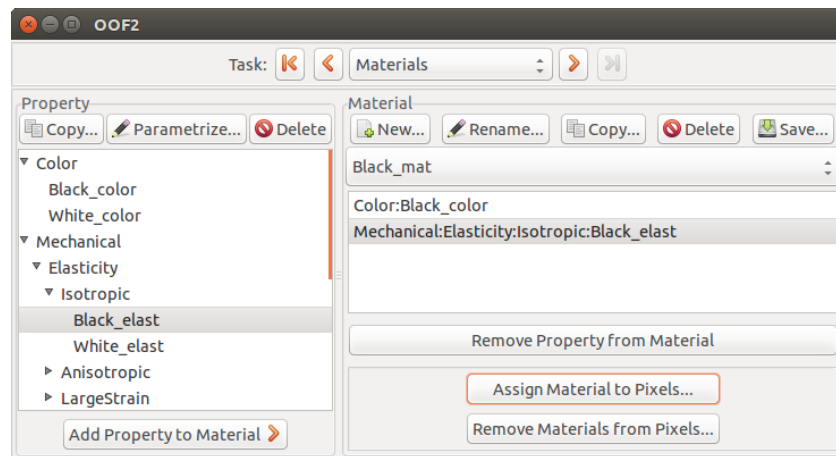 OOF2
Task: Materials
Property
Copy... Parametrize... Delete
Color
Black_color
White_color
Mechanical
Elasticity
Isotropic
Black_elast
White_elast
Anisotropic
LargeStrain
Add Property to Material
Material
New... Rename... Copy... Delete Save...
Black_mat
Color:Black_color
Mechanical:Elasticity:Isotropic:Black_elast
Remove Property from Material
Assign Material to Pixels...
Remove Materials from Pixels...